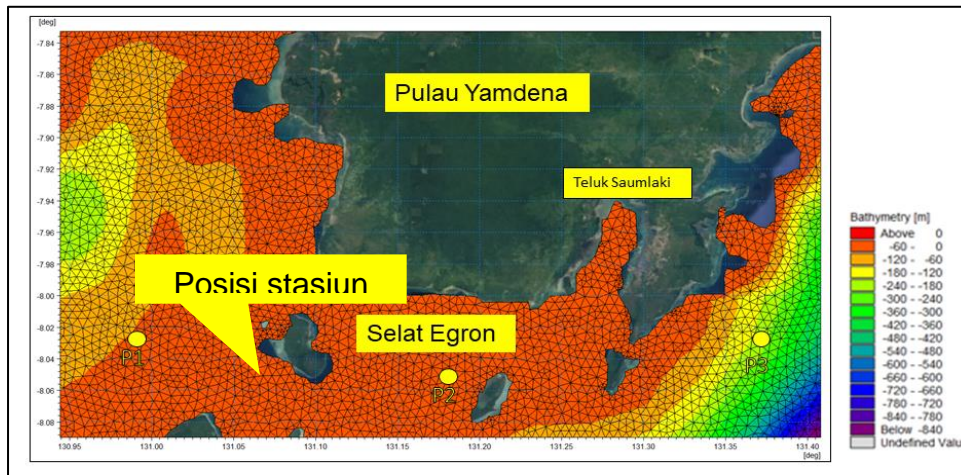 [deg]
-7.84
-7.86
-7.88
-7.90
-7.92
-7.94
-7.96
-7.98
-8.00
-8.02
-8.04
-8.06
-8.08
Pulau Yamdena
Teluk Saumlaki
Posisi stasiun
Selat Egron
P1
P2
P3
130.95 131.00 131.05 131.10 131.15 131.20 131.25 131.30 131.35 131.40
[deg]
Bathymetry [m]
Above 0
-60 - 0
-120 - -60
-180 - -120
-240 - -180
-300 - -240
-360 - -300
-420 - -360
-480 - -420
-540 - -480
-600 - -540
-660 - -600
-720 - -660
-780 - -720
-840 - -780
Below -840
Undefined Valu